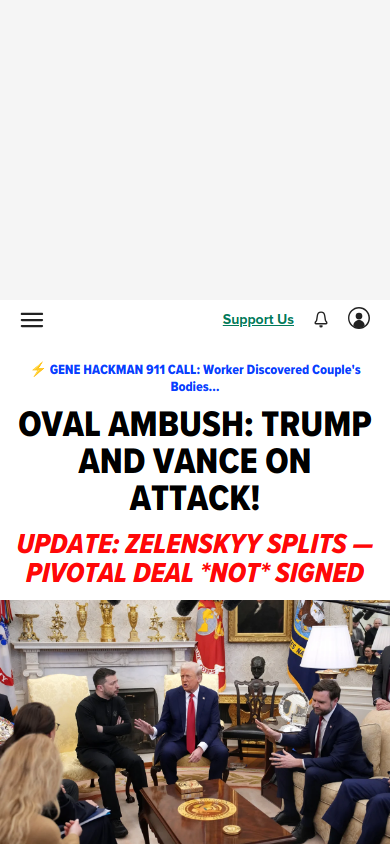 Support Us
⚡ GENE HACKMAN 911 CALL: Worker Discovered Couple's
Bodies...
OVAL AMBUSH: TRUMP
AND VANCE ON
ATTACK!
UPDATE: ZELENSKYY SPLITS —
PIVOTAL DEAL *NOT* SIGNED